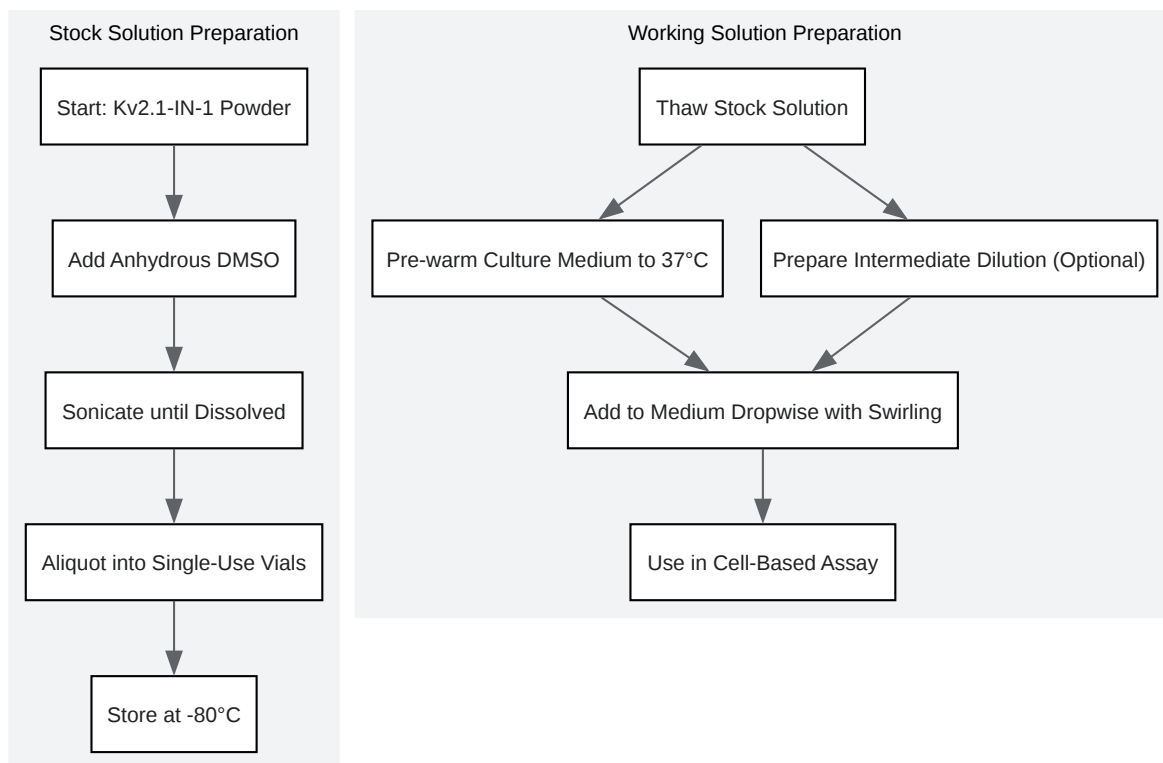 Stock Solution Preparation
Start: Kv2.1-IN-1 Powder
Add Anhydrous DMSO
Sonicate until Dissolved
Aliquot into Single-Use Vials
Store at -80°C
Working Solution Preparation
Thaw Stock Solution
Pre-warm Culture Medium to 37°C
Prepare Intermediate Dilution (Optional)
Add to Medium Dropwise with Swirling
Use in Cell-Based Assay